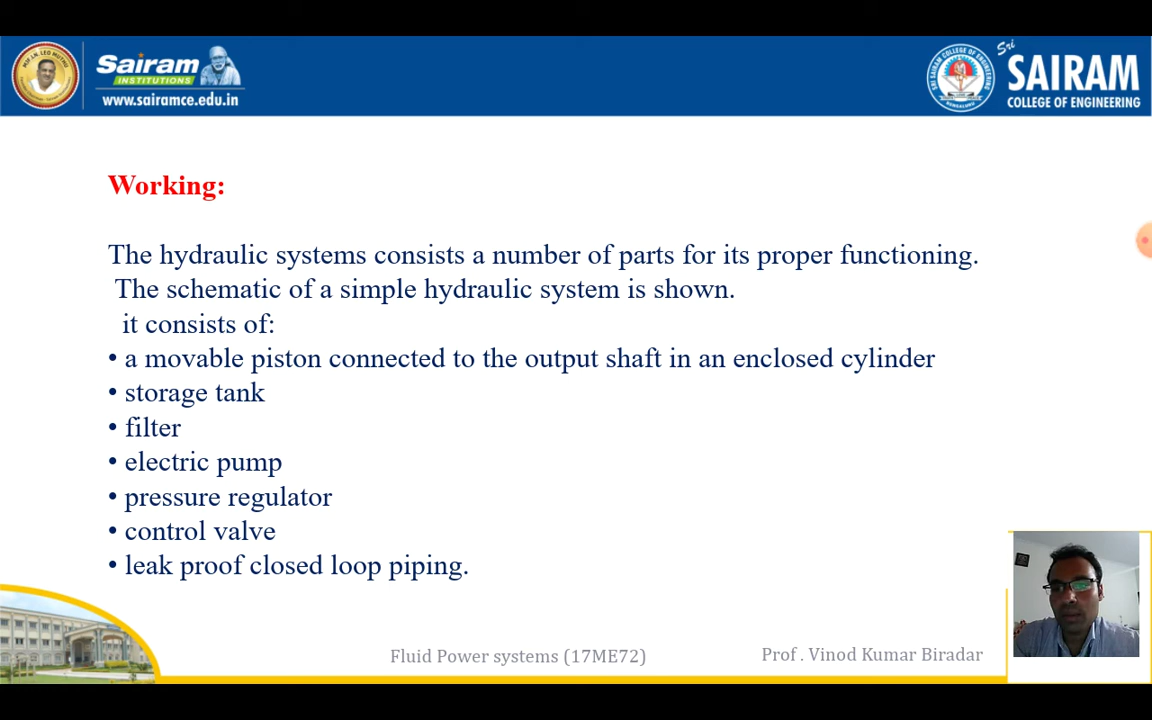 Sairam
INSTITUTIONS
www.sairamce.edu.in
Sri
SAIRAM
COLLEGE OF ENGINEERING
Working:
The hydraulic systems consists a number of parts for its proper functioning.
The schematic of a simple hydraulic system is shown.
it consists of:
• a movable piston connected to the output shaft in an enclosed cylinder
• storage tank
• filter
• electric pump
• pressure regulator
• control valve
• leak proof closed loop piping.
Fluid Power systems (17ME72)
Prof . Vinod Kumar Biradar